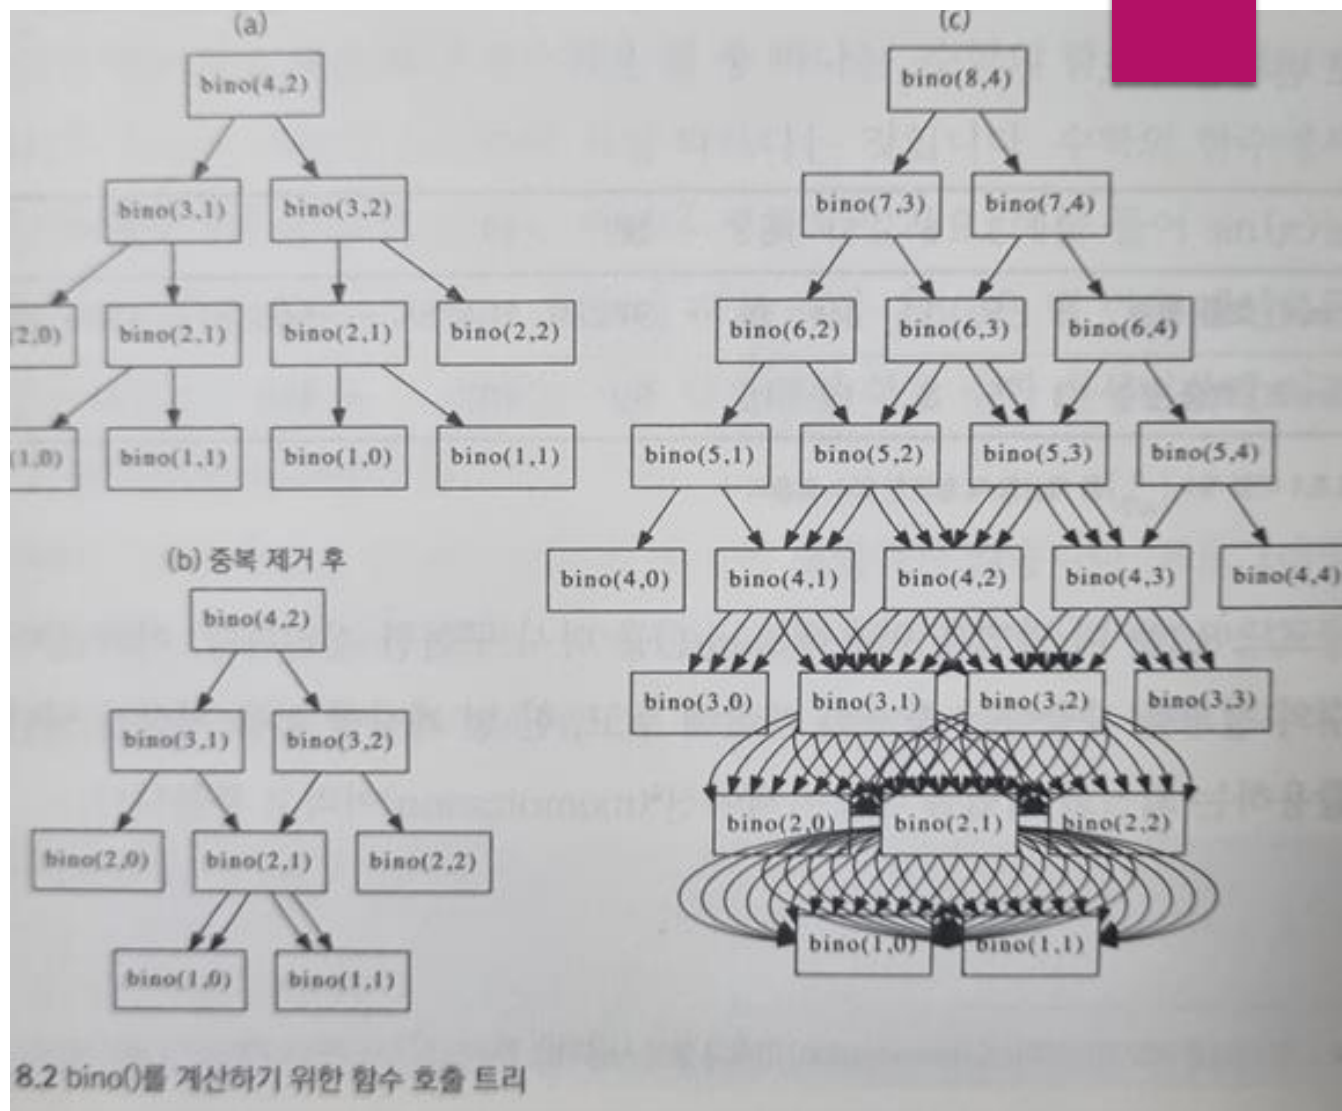 (a)
bino(4,2)
bino(3,1) bino(3,2)
2,0) bino(2,1) bino(2,1) bino(2,2)
(1,0) bino(1,1) bino(1,0) bino(1,1)
(b) 중복 제거 후
bino(4,2)
bino(3,1) bino(3,2)
bino(2,0) bino(2,1) bino(2,2)
bino(1,0) bino(1,1)
(c)
bino(8,4)
bino(7,3) bino(7,4)
bino(6,2) bino(6,3) bino(6,4)
bino(5,1) bino(5,2) bino(5,3) bino(5,4)
bino(4,0) bino(4,1) bino(4,2) bino(4,3) bino(4,4)
bino(3,0) bino(3,1) bino(3,2) bino(3,3)
bino(2,0) bino(2,1) bino(2,2)
bino(1,0) bino(1,1)
8.2 bino()를 계산하기 위한 함수 호출 트리